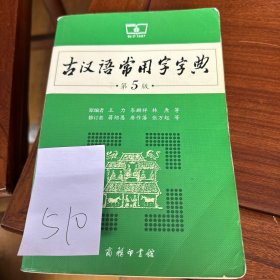 古汉语常用字字典
·第5版·
原编者 王力 岑麒祥 林焘 等
修订者 蒋绍愚 唐作藩 张万起 等
510
商务印书馆